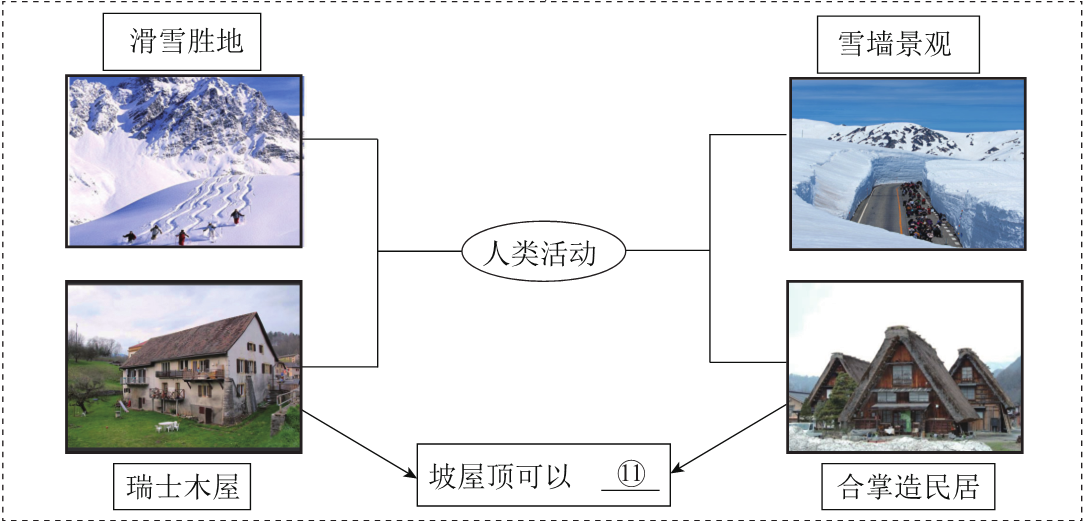 滑雪胜地
雪墙景观
人类活动
坡屋顶可以 ⑪
瑞士木屋
合掌造民居